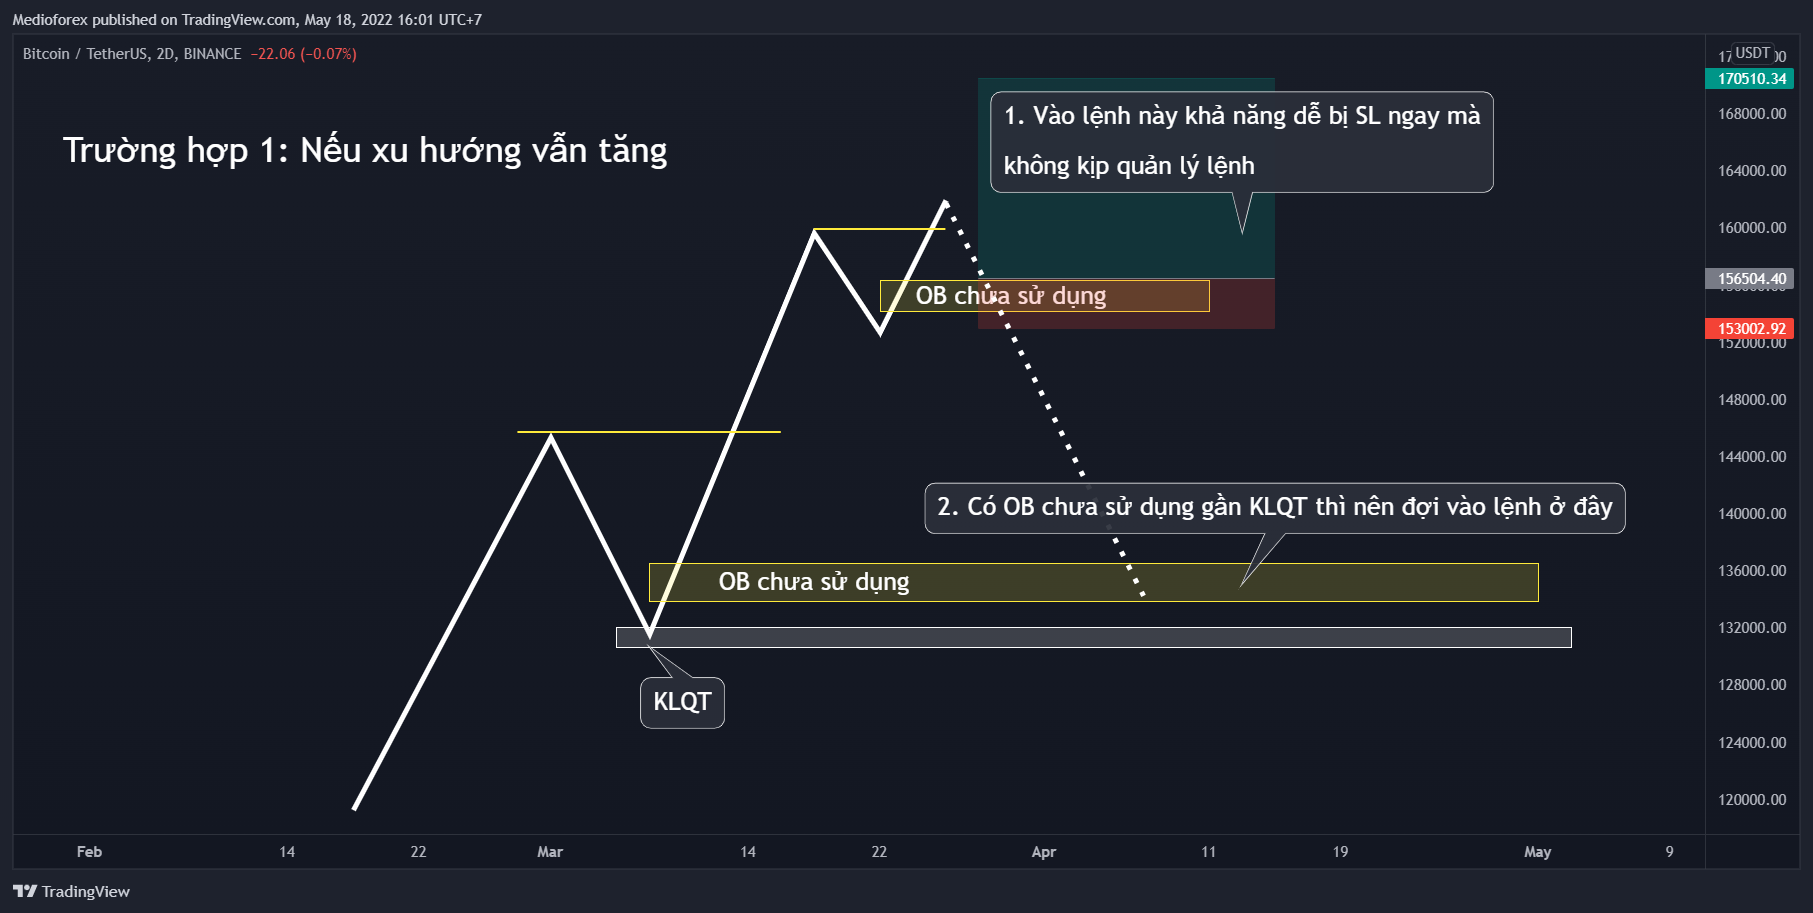 Medioforex published on TradingView.com, May 18, 2022 16:01 UTC+7
Bitcoin / TetherUS, 2D, BINANCE −22.06 (−0.07%)
USDT
170510.34
1. Vào lệnh này khả năng dễ bị SL ngay mà
không kịp quản lý lệnh
168000.00
Trường hợp 1: Nếu xu hướng vẫn tăng
164000.00
160000.00
156504.40
OB chưa sử dụng
153002.92
152000.00
148000.00
144000.00
2. Có OB chưa sử dụng gần KLQT thì nên đợi vào lệnh ở đây
140000.00
136000.00
OB chưa sử dụng
132000.00
KLQT
128000.00
124000.00
120000.00
Feb 14 22 Mar 14 22 Apr 11 19 May 9
TradingView